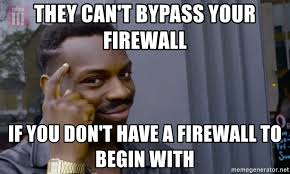 THEY CAN'T BYPASS YOUR
FIREWALL
IF YOU DON'T HAVE A FIREWALL TO
BEGIN WITH
memegenerator.net